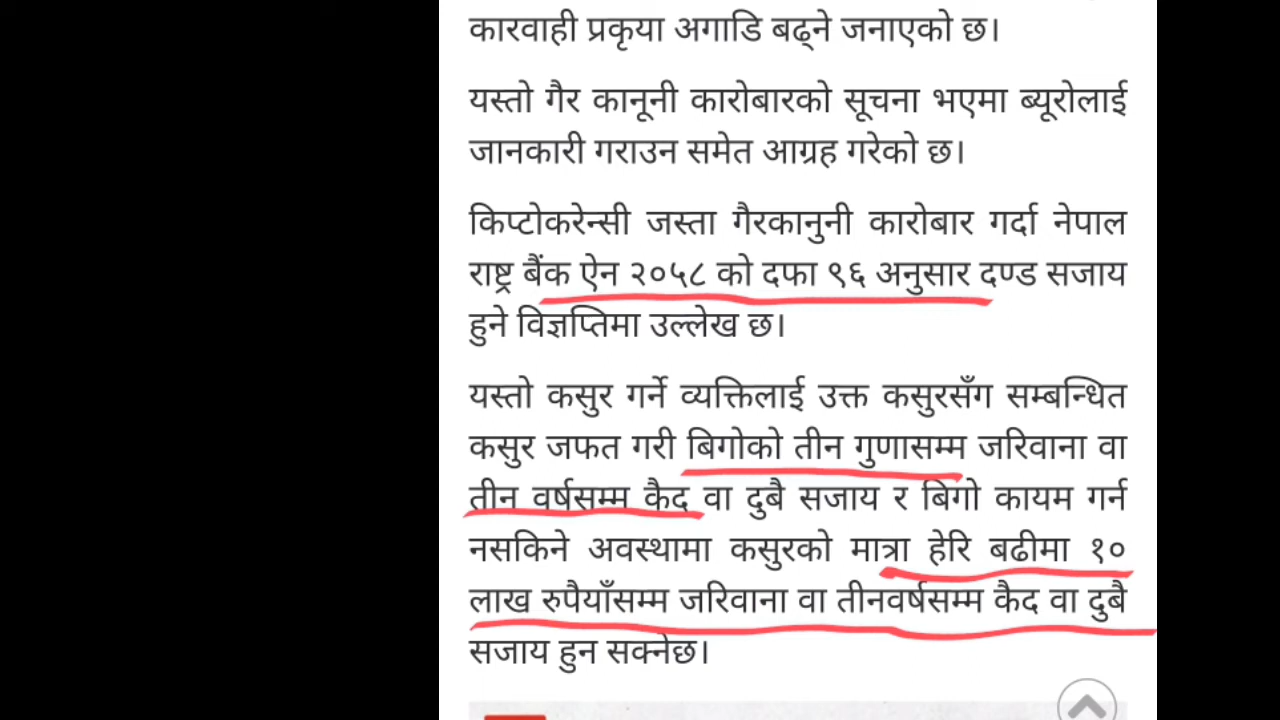 कारवाही प्रकृया अगाडि बढ्ने जनाएको छ।
यस्तो गैर कानूनी कारोबारको सूचना भएमा ब्यूरोलाई
जानकारी गराउन समेत आग्रह गरेको छ।
किप्टोकरेन्सी जस्ता गैरकानुनी कारोबार गर्दा नेपाल
राष्ट्र बैंक ऐन २०५८ को दफा ९६ अनुसार दण्ड सजाय
हुने विज्ञप्तिमा उल्लेख छ।
यस्तो कसुर गर्ने व्यक्तिलाई उक्त कसुरसँग सम्बन्धित
कसुर जफत गरी बिगोको तीन गुणासम्म जरिवाना वा
तीन वर्षसम्म कैद वा दुबै सजाय र बिगो कायम गर्न
नसकिने अवस्थामा कसुरको मात्रा हेरि बढीमा १०
लाख रुपैयाँसम्म जरिवाना वा तीनवर्षसम्म कैद वा दुबै
सजाय हुन सक्नेछ।